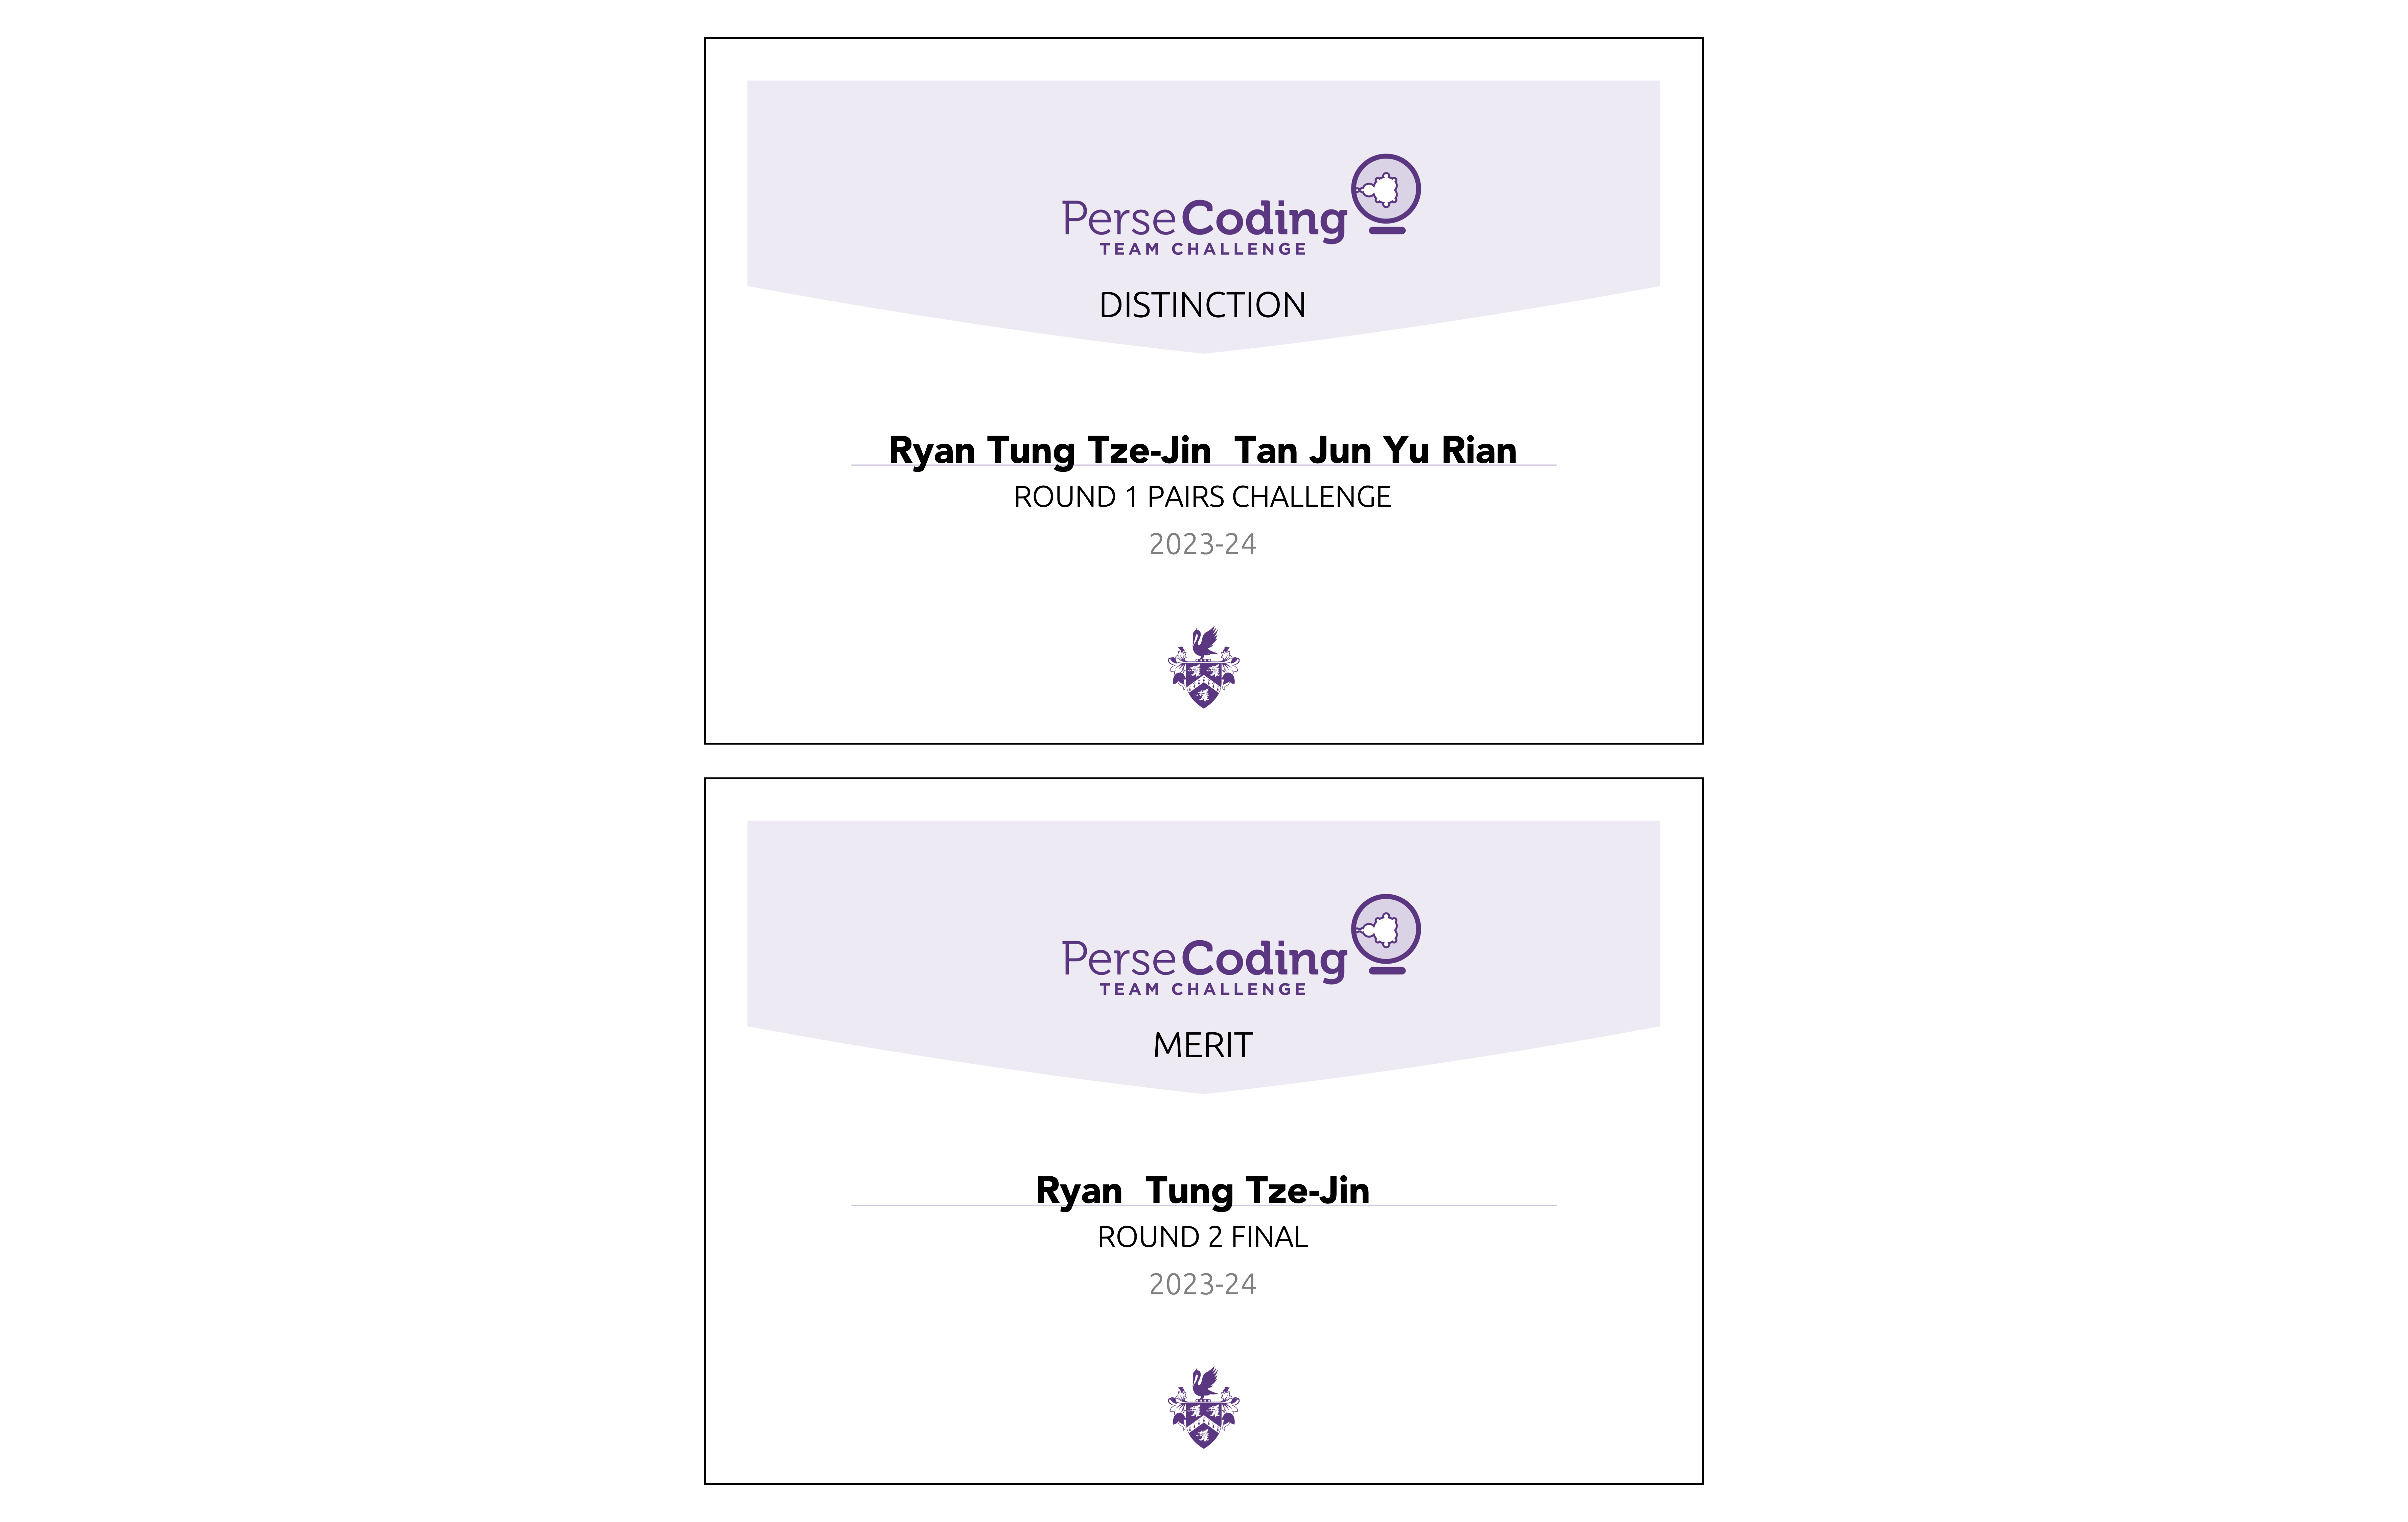 PerseCoding
TEAM CHALLENGE
DISTINCTION
Ryan Tung Tze-Jin  Tan Jun Yu Rian
ROUND 1 PAIRS CHALLENGE
2023-24
PerseCoding
TEAM CHALLENGE
MERIT
Ryan  Tung Tze-Jin
ROUND 2 FINAL
2023-24